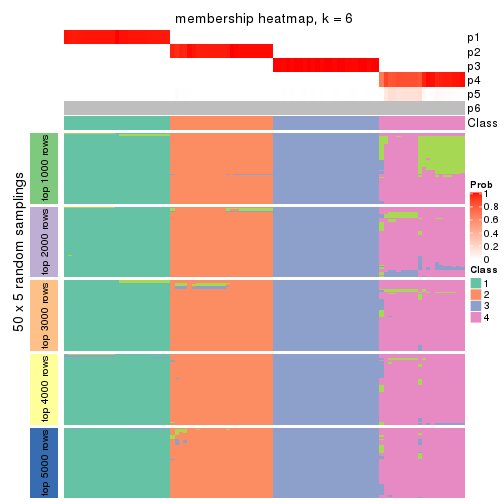 membership heatmap, k = 6
p1
p2
p3
p4
p5
p6
Class
50 x 5 random samplings
top 1000 rows
top 2000 rows
top 3000 rows
top 4000 rows
top 5000 rows
Prob
1
0.8
0.6
0.4
0.2
0
Class
1
2
3
4